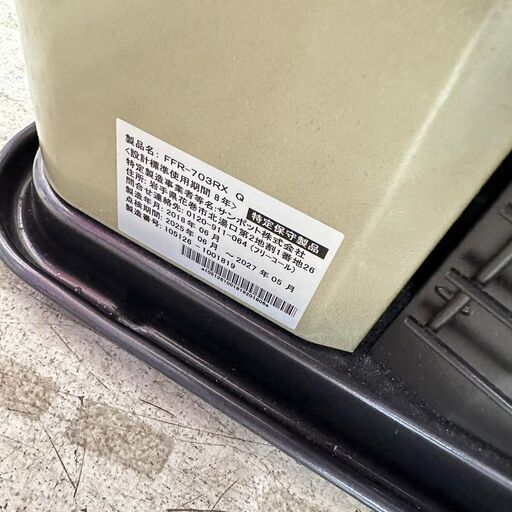 製品名: FFR-703RX Q
<設計標準使用期間 8年>
特定保守製品
特定製造事業者等名:サンポット株式会社
住所: 岩手県花巻市北湯口第2地割1番地26
問合せ連絡先: 0120-911-064 (フリーコール)
製造年月: 2018年06月
点検期間: 2025年06月 ～ 2027年05月
製造番号: 105126-1001819